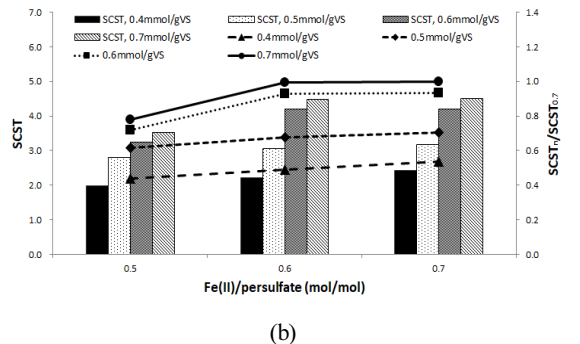 7.0 SCST, 0.4mmol/gVS SCST, 0.5mmol/gVS SCST, 0.6mmol/gVS 1.4
6.0 SCST, 0.7mmol/gVS 0.4mmol/gVS 0.5mmol/gVS 1.2
0.6mmol/gVS 0.7mmol/gVS
5.0 1.0
4.0 0.8
3.0 0.6
2.0 0.4
1.0 0.2
0.0 0.0
SCST
SCSTn/SCST0.7
0.5 0.6 0.7
Fe(II)/persulfate (mol/mol)
(b)